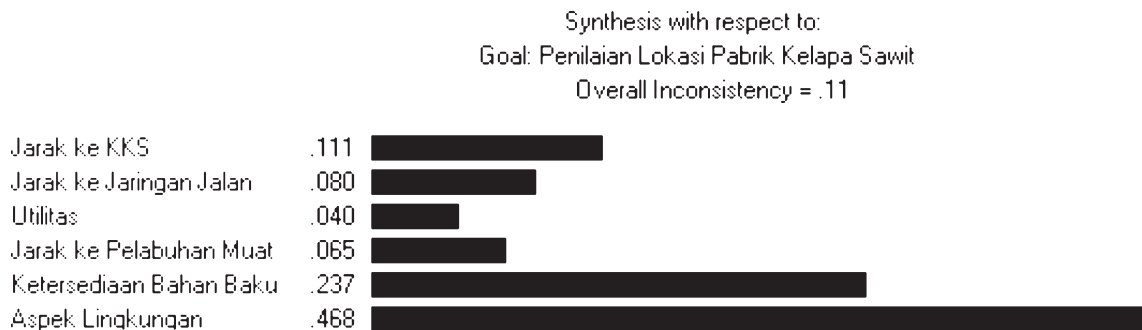 Synthesis with respect to:
Goal: Penilaian Lokasi Pabrik Kelapa Sawit
Overall Inconsistency = .11
Jarak ke KKS .111
Jarak ke Jaringan Jalan .080
Utilitas .040
Jarak ke Pelabuhan Muat .065
Ketersediaan Bahan Baku .237
Aspek Lingkungan .468